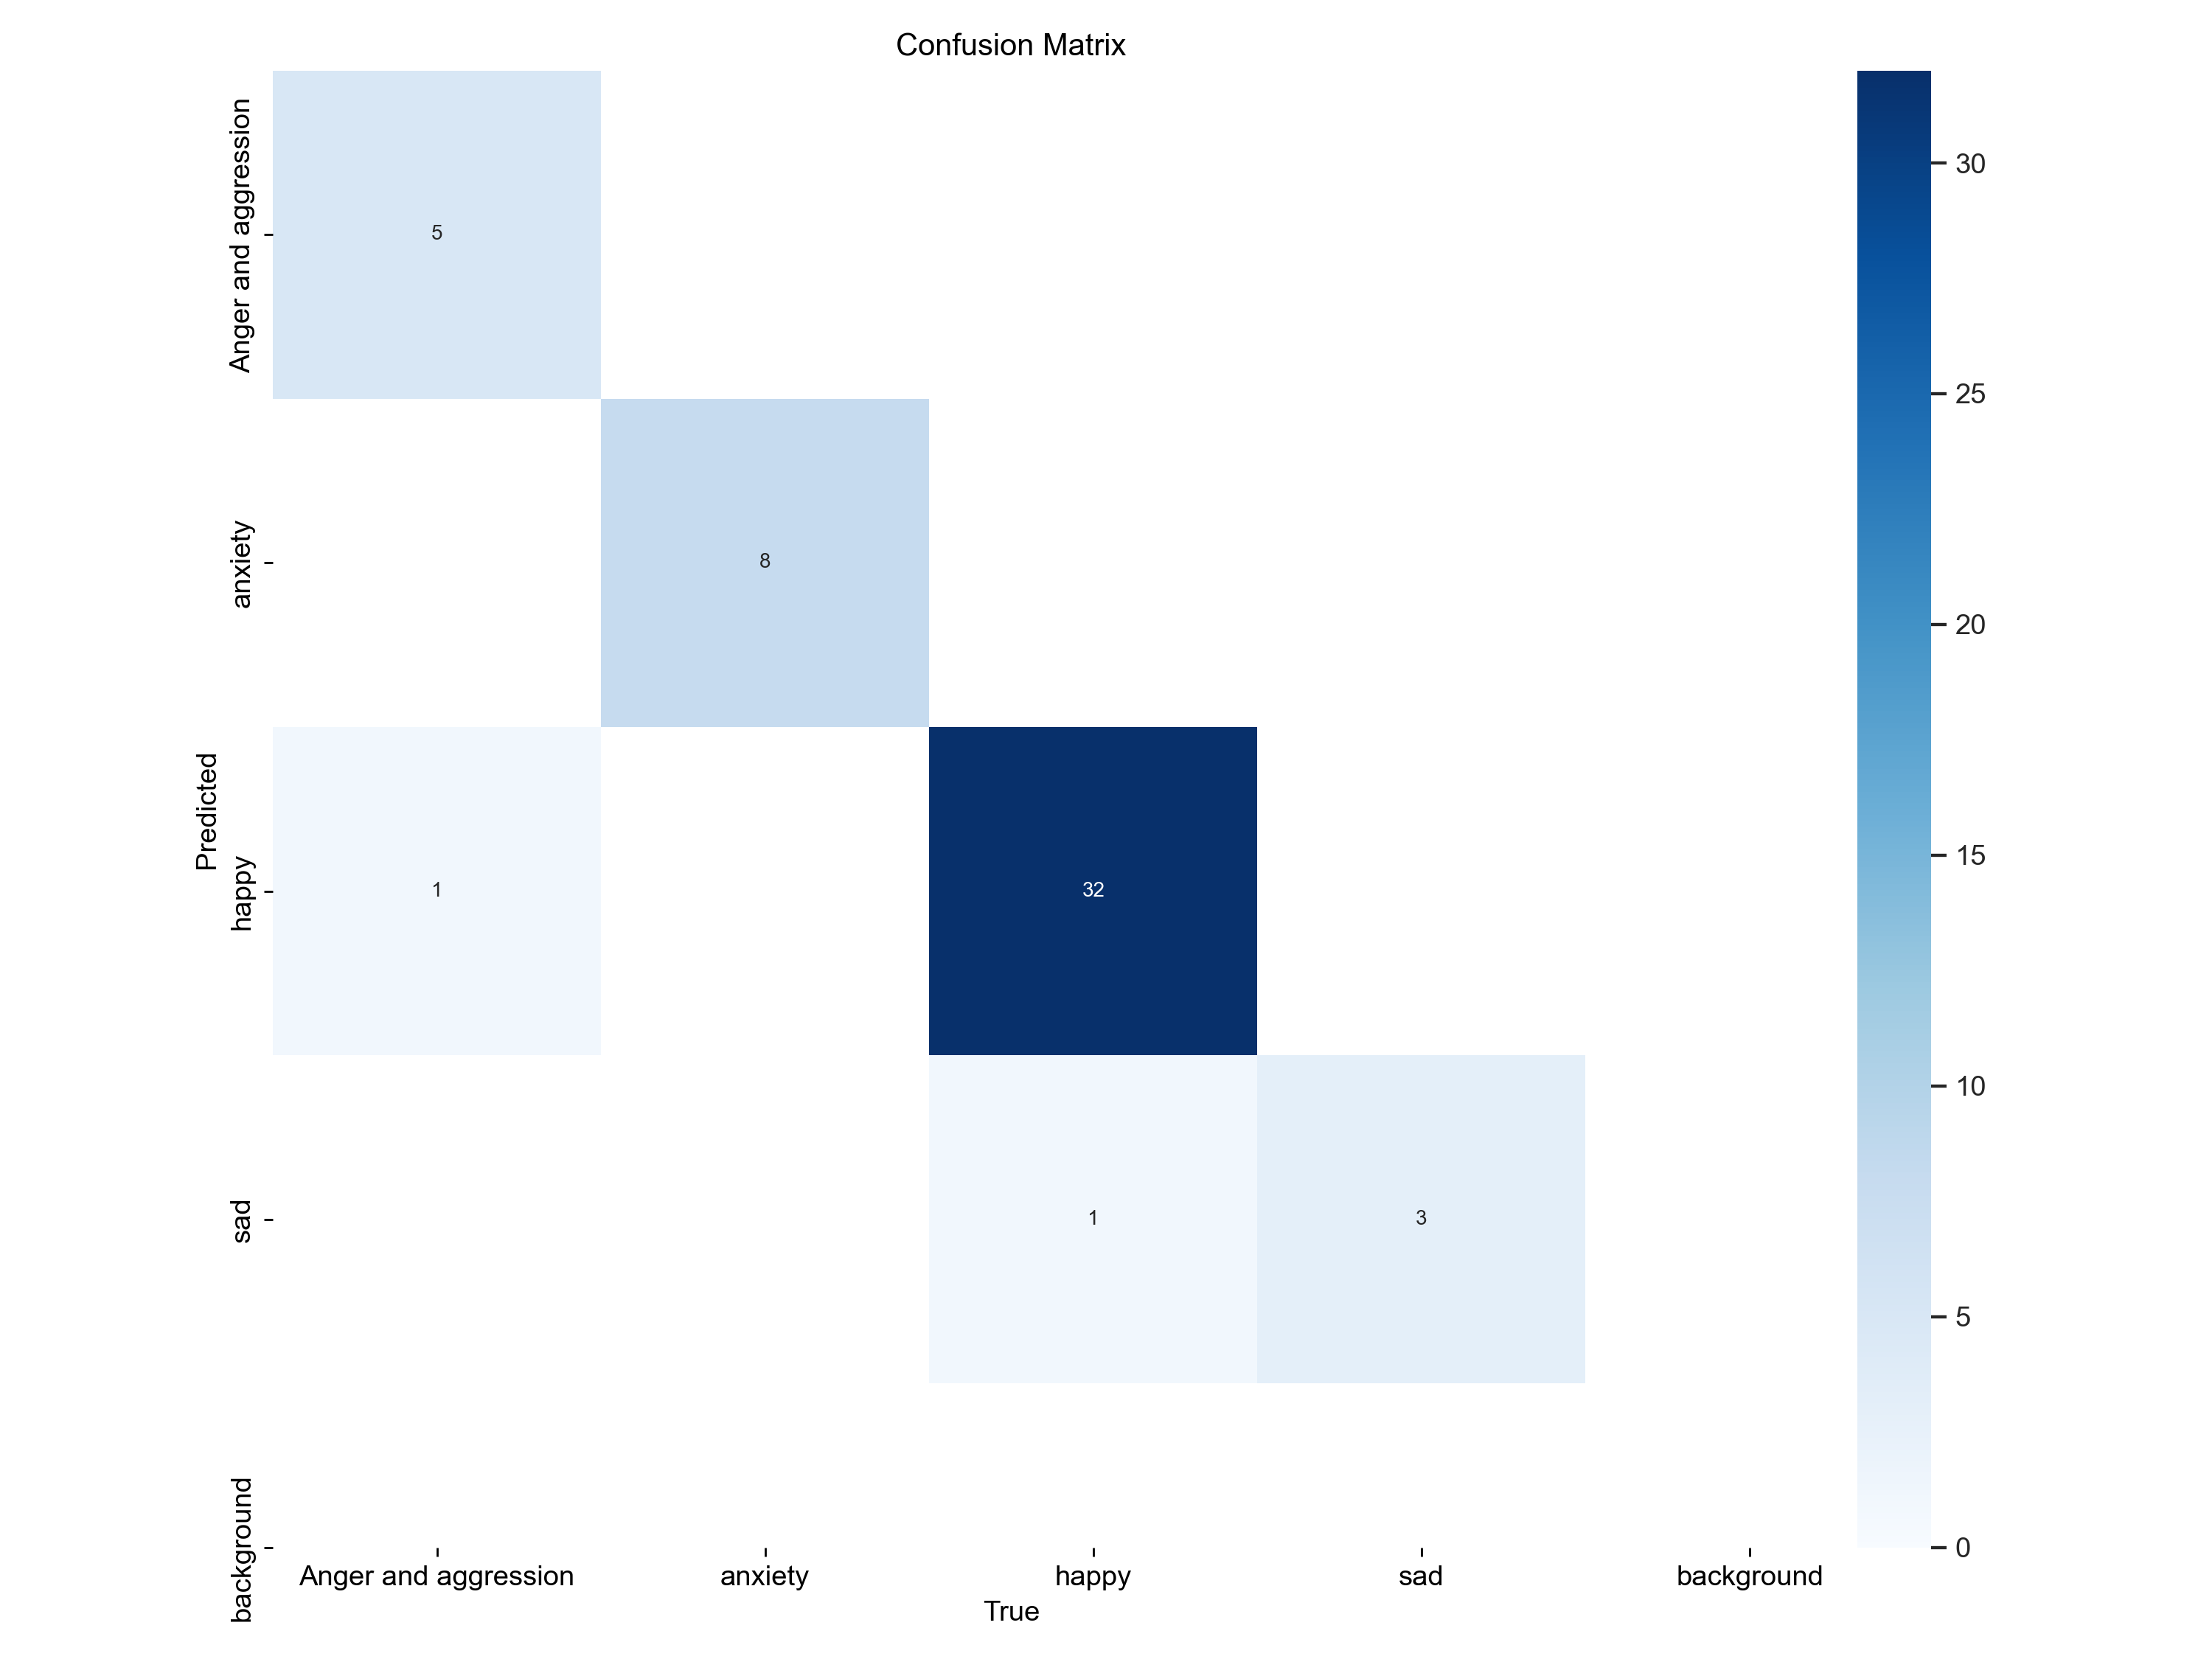 Confusion Matrix
Anger and aggression
5
anxiety
8
Predicted
happy
1
32
sad
1
3
background
Anger and aggression
anxiety
happy
sad
background
True
30
25
20
15
10
5
0